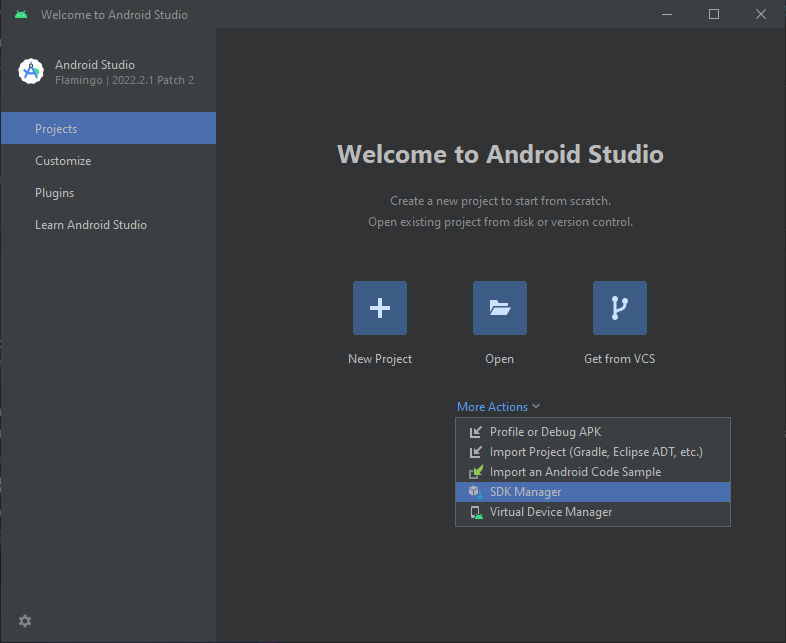 Welcome to Android Studio
Android Studio
Flamingo | 2022.2.1 Patch 2
Projects
Customize
Plugins
Learn Android Studio
Welcome to Android Studio
Create a new project to start from scratch.
Open existing project from disk or version control.
New Project
Open
Get from VCS
More Actions
Profile or Debug APK
Import Project (Gradle, Eclipse ADT, etc.)
Import an Android Code Sample
SDK Manager
Virtual Device Manager